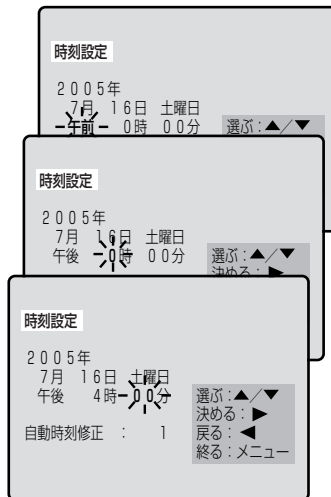 時刻設定
2005年
7月 16日 土曜日
午前 0時 00分
選ぶ：▲／▼
時刻設定
2005年
7月 16日 土曜日
午後 0時 00分
選ぶ：▲／▼
決める：▶
時刻設定
2005年
7月 16日 土曜日
午後 4時 00分
自動時刻修正 ： 1
選ぶ：▲／▼
決める：▶
戻る：◀
終る：メニュー